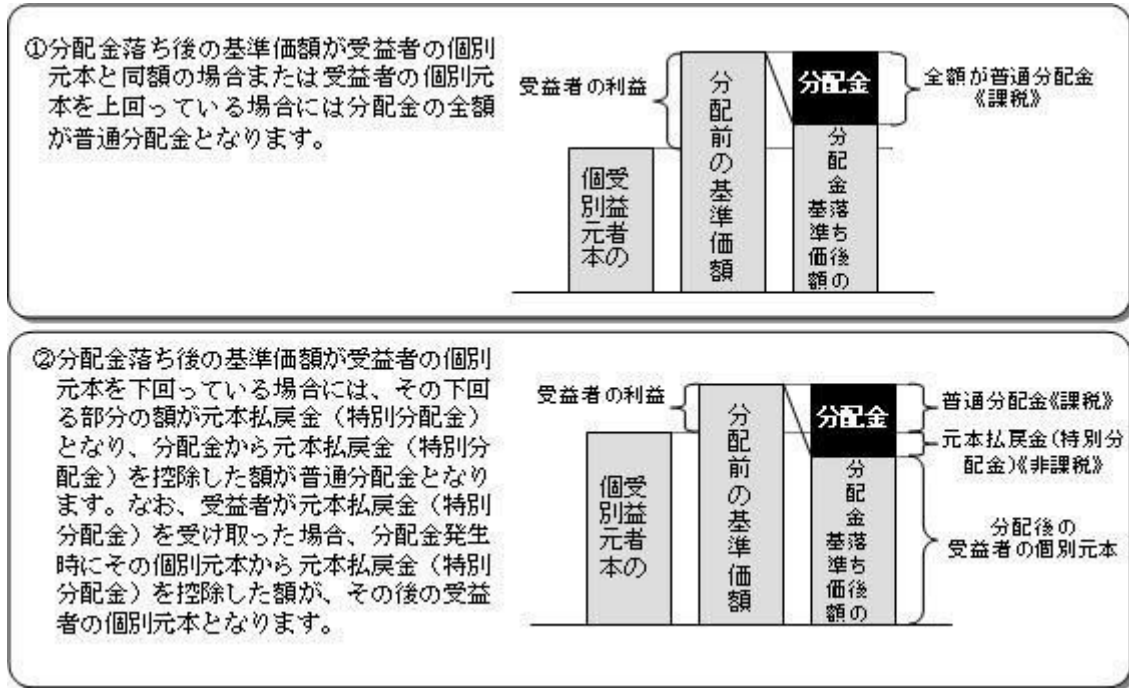 ①分配金落ち後の基準価額が受益者の個別
元本と同額の場合または受益者の個別元
本を上回っている場合には分配金の全額
が普通分配金となります。
受益者の利益
受益者の
個別元本
分配前の基準価額
分配金
分配金落ち後の
基準価額
全額が普通分配金
《課税》
②分配金落ち後の基準価額が受益者の個別
元本を下回っている場合には、その下回
る部分の額が元本払戻金（特別分配金）
となり、分配金から元本払戻金（特別分
配金）を控除した額が普通分配金となり
ます。なお、受益者が元本払戻金（特別
分配金）を受け取った場合、分配金発生
時にその個別元本から元本払戻金（特別
分配金）を控除した額が、その後の受益
者の個別元本となります。
受益者の利益
受益者の
個別元本
分配前の基準価額
分配金
分配金落ち後の
基準価額
普通分配金《課税》
元本払戻金(特別分
配金)《非課税》
分配後の
受益者の個別元本